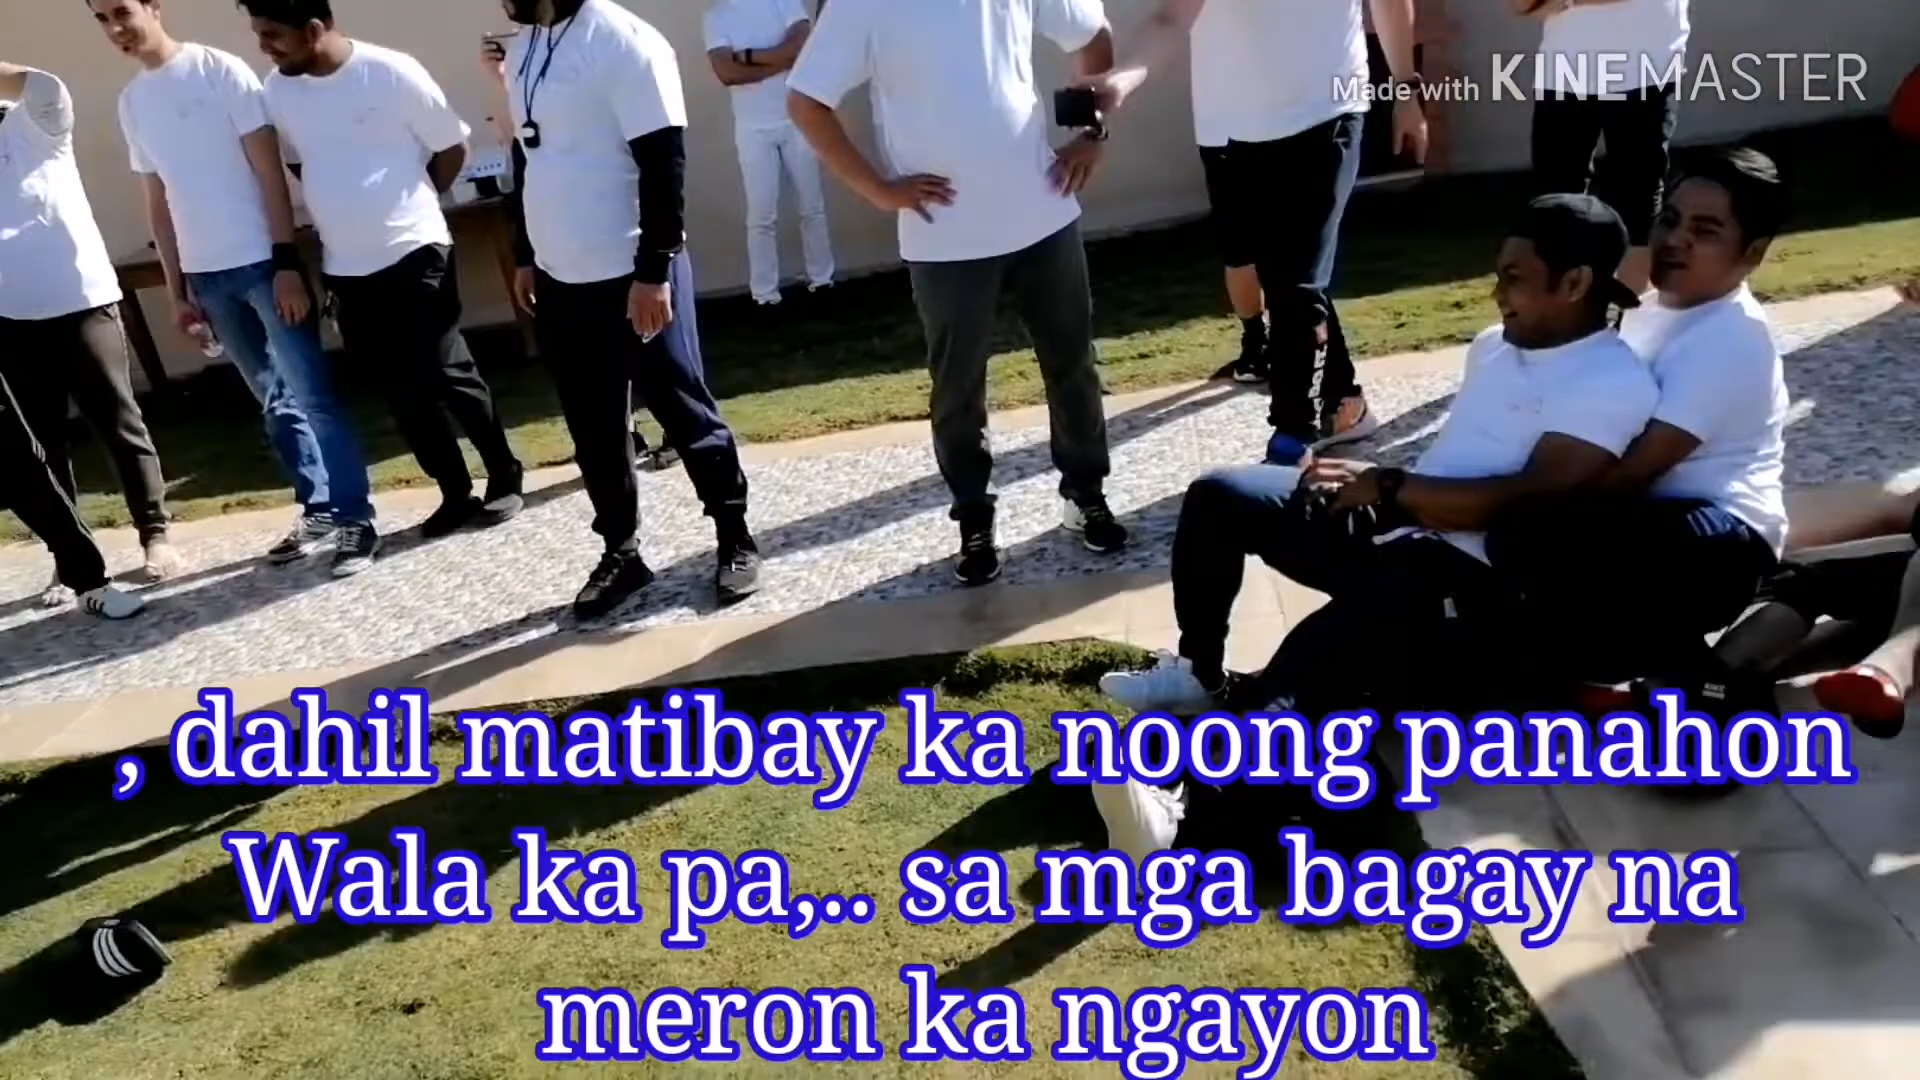 Made with KINEMASTER
, dahil matibay ka noong panahon
Wala ka pa,.. sa mga bagay na
meron ka ngayon